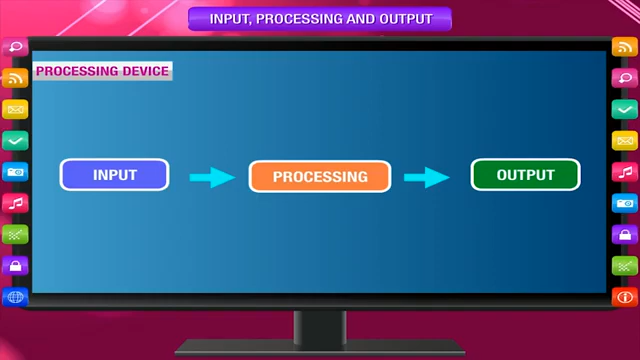 INPUT, PROCESSING AND OUTPUT
PROCESSING DEVICE
INPUT
PROCESSING
OUTPUT